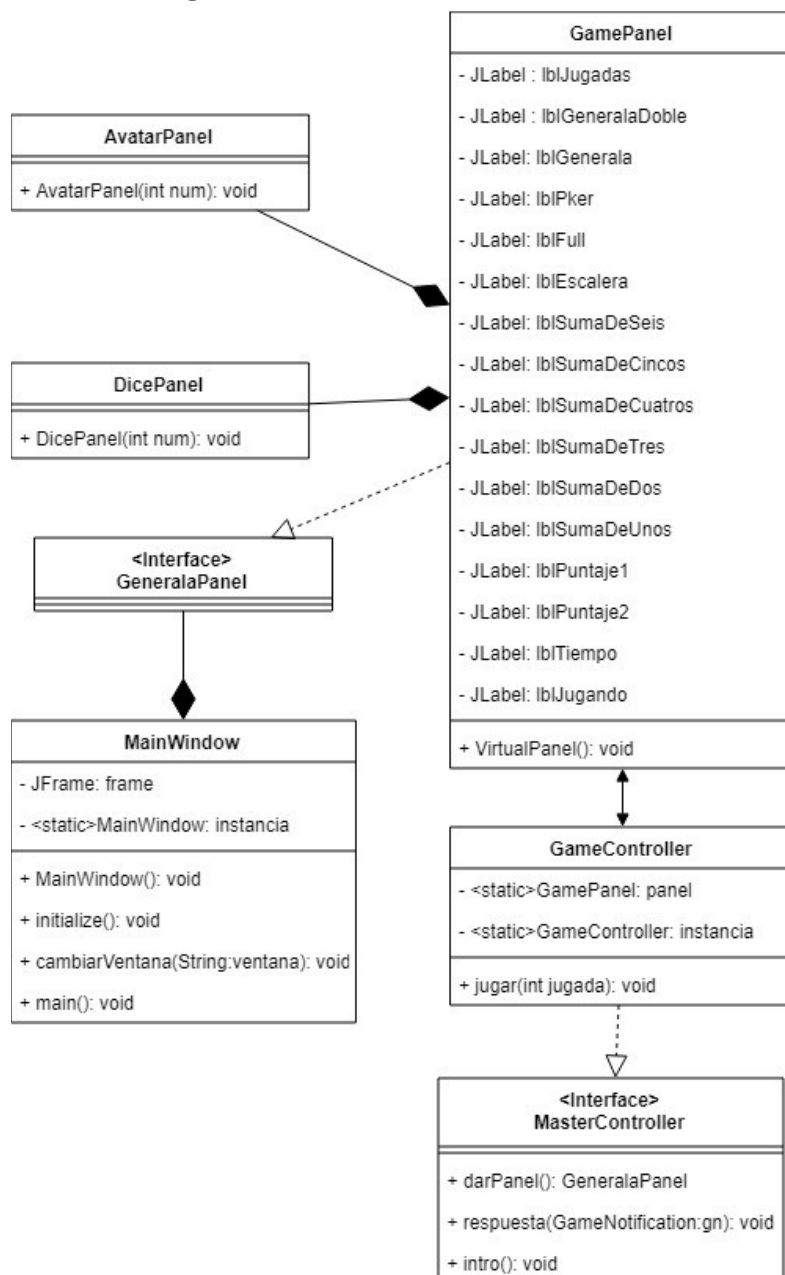 GamePanel
- JLabel : lblJugadas
- JLabel : lblGeneralaDoble
- JLabel: lblGenerala
- JLabel: lblPker
- JLabel: lblFull
- JLabel: lblEscalera
- JLabel: lblSumaDeSeis
- JLabel: lblSumaDeCincos
- JLabel: lblSumaDeCuatros
- JLabel: lblSumaDeTres
- JLabel: lblSumaDeDos
- JLabel: lblSumaDeUnos
- JLabel: lblPuntaje1
- JLabel: lblPuntaje2
- JLabel: lblTiempo
- JLabel: lblJugando
+ VirtualPanel(): void
AvatarPanel
+ AvatarPanel(int num): void
DicePanel
+ DicePanel(int num): void
<Interface>
GeneralaPanel
MainWindow
- JFrame: frame
- <static>MainWindow: instancia
+ MainWindow(): void
+ initialize(): void
+ cambiarVentana(String:ventana): void
+ main(): void
GameController
- <static>GamePanel: panel
- <static>GameController: instancia
+ jugar(int jugada): void
<Interface>
MasterController
+ darPanel(): GeneralaPanel
+ respuesta(GameNotification:gn): void
+ intro(): void